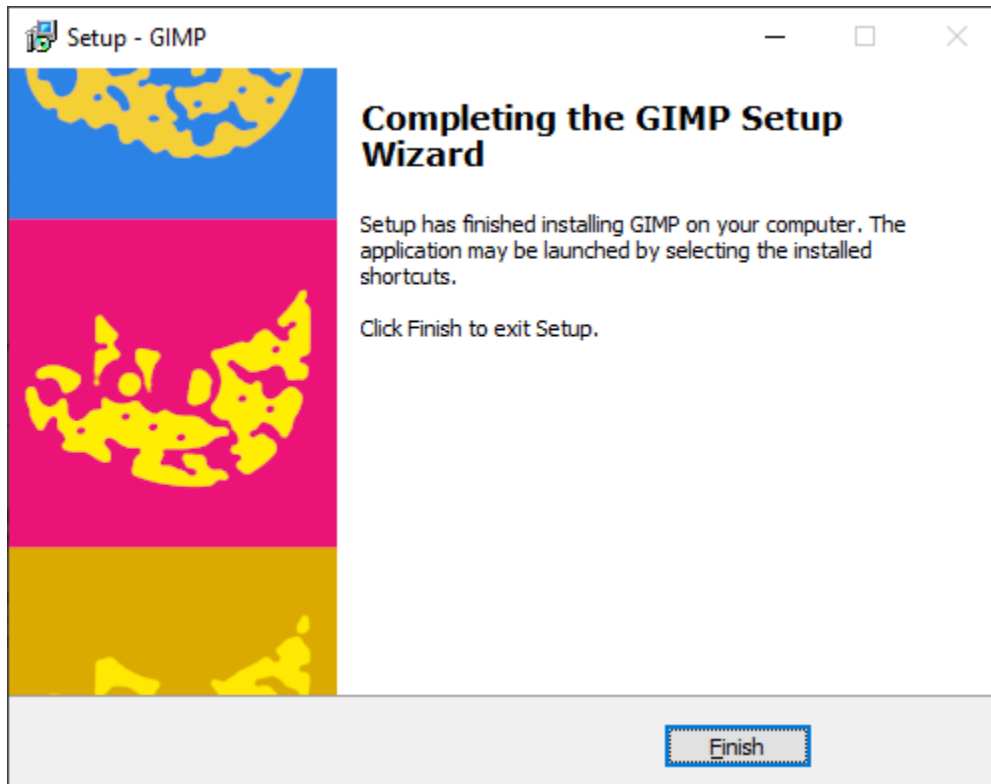 Setup - GIMP
Completing the GIMP Setup
Wizard
Setup has finished installing GIMP on your computer. The
application may be launched by selecting the installed
shortcuts.
Click Finish to exit Setup.
Finish